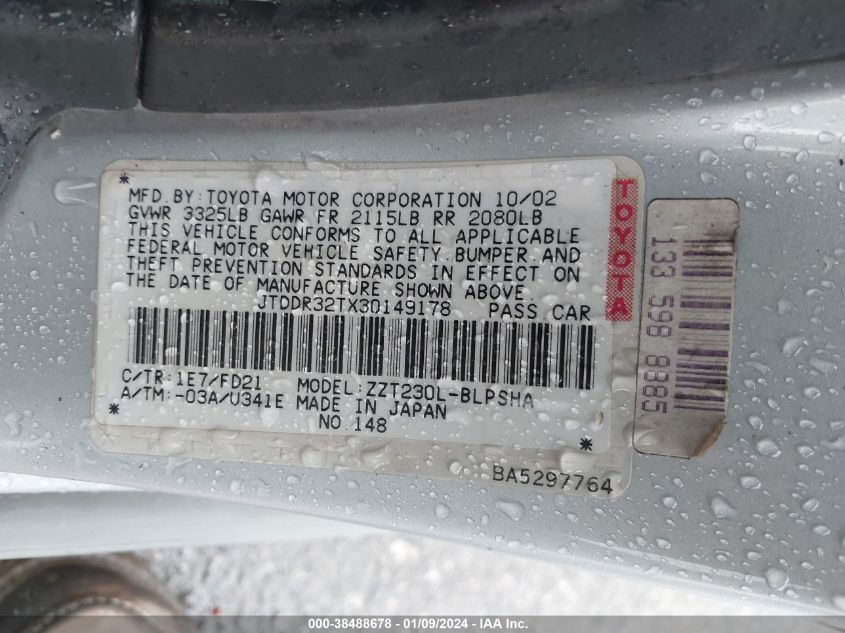 MFD.BY:TOYOTA MOTOR CORPORATION 10/02
GVWR 3325LB GAWR FR 2115LB RR 2080LB
THIS VEHICLE CONFORMS TO ALL APPLICABLE
FEDERAL MOTOR VEHICLE SAFETY,BUMPER,AND
THEFT PREVENTION STANDARDS IN EFFECT ON
THE DATE OF MANUFACTURE SHOWN ABOVE.
JTDDR32TX30149178 PASS.CAR
C/TR:1E7/FD21 MODEL:ZZT230L-BLPSHA
A/TM:-03A/U341E MADE IN JAPAN
NO.148
BA5297764
TOYOTA
133 598 8385
000-38488678 - 01/09/2024 - IAA Inc.